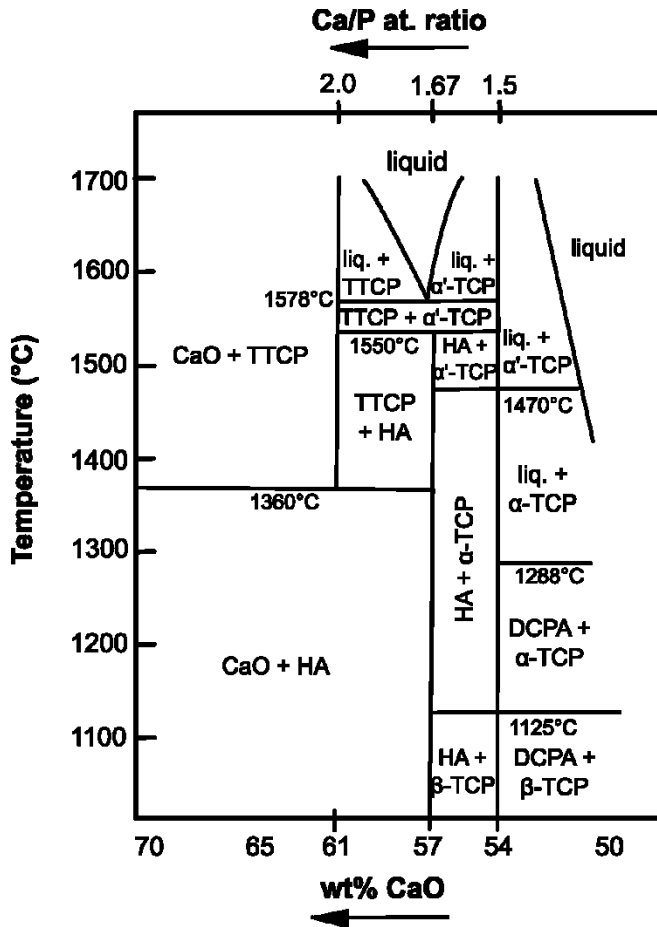 Ca/P at. ratio
2.0 1.67 1.5
1700
1600
1500
1400
1300
1200
1100
Temperature (°C)
liquid
liquid
liq. +
TTCP
liq. +
α'-TCP
1578°C
TTCP + α'-TCP
CaO + TTCP
1550°C
HA +
α'-TCP
liq. +
α'-TCP
1470°C
TTCP
+ HA
1360°C
HA + α-TCP
liq. +
α-TCP
1288°C
CaO + HA
DCPA +
α-TCP
1125°C
HA +
β-TCP
DCPA +
β-TCP
70 65 61 57 54 50
wt% CaO